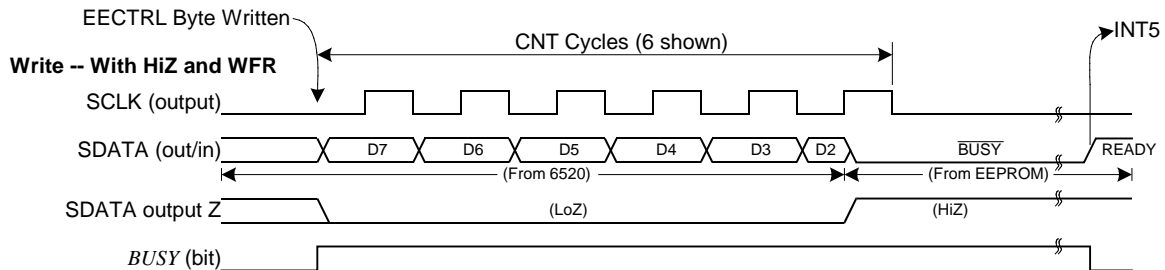 EECTRL Byte Written
INT5
CNT Cycles (6 shown)
Write -- With HiZ and WFR
SCLK (output)
SDATA (out/in) D7 D6 D5 D4 D3 D2 BUSY READY
(From 6520) (From EEPROM)
SDATA output Z (LoZ) (HiZ)
BUSY (bit)